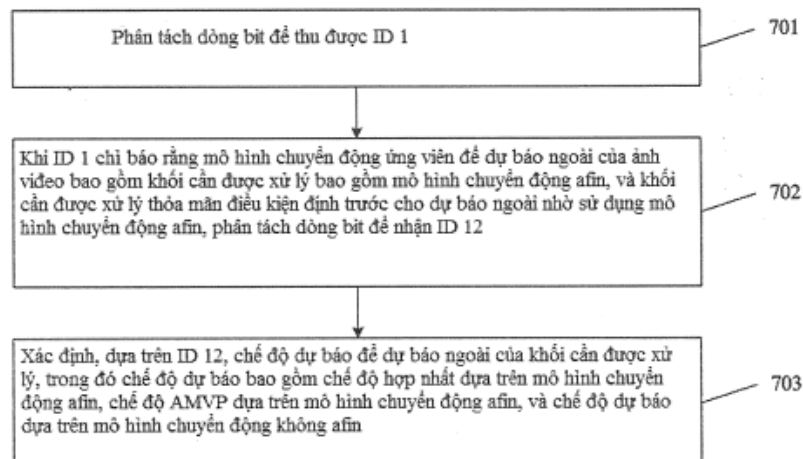 Phân tách dòng bit để thu được ID 1
701
Khi ID 1 chỉ báo rằng mô hình chuyển động ứng viên để dự báo ngoài của ảnh
viđeo bao gồm khối cần được xử lý bao gồm mô hình chuyển động afin, và khối
cần được xử lý thỏa mãn điều kiện định trước cho dự báo ngoài nhờ sử dụng mô
hình chuyển động afin, phân tách dòng bit để nhận ID 12
702
Xác định, dựa trên ID 12, chế độ dự báo để dự báo ngoài của khối cần được xử
lý, trong đó chế độ dự báo bao gồm chế độ hợp nhất dựa trên mô hình chuyển
động afin, chế độ AMVP dựa trên mô hình chuyển động afin, và chế độ dự báo
dựa trên mô hình chuyển động không afin
703